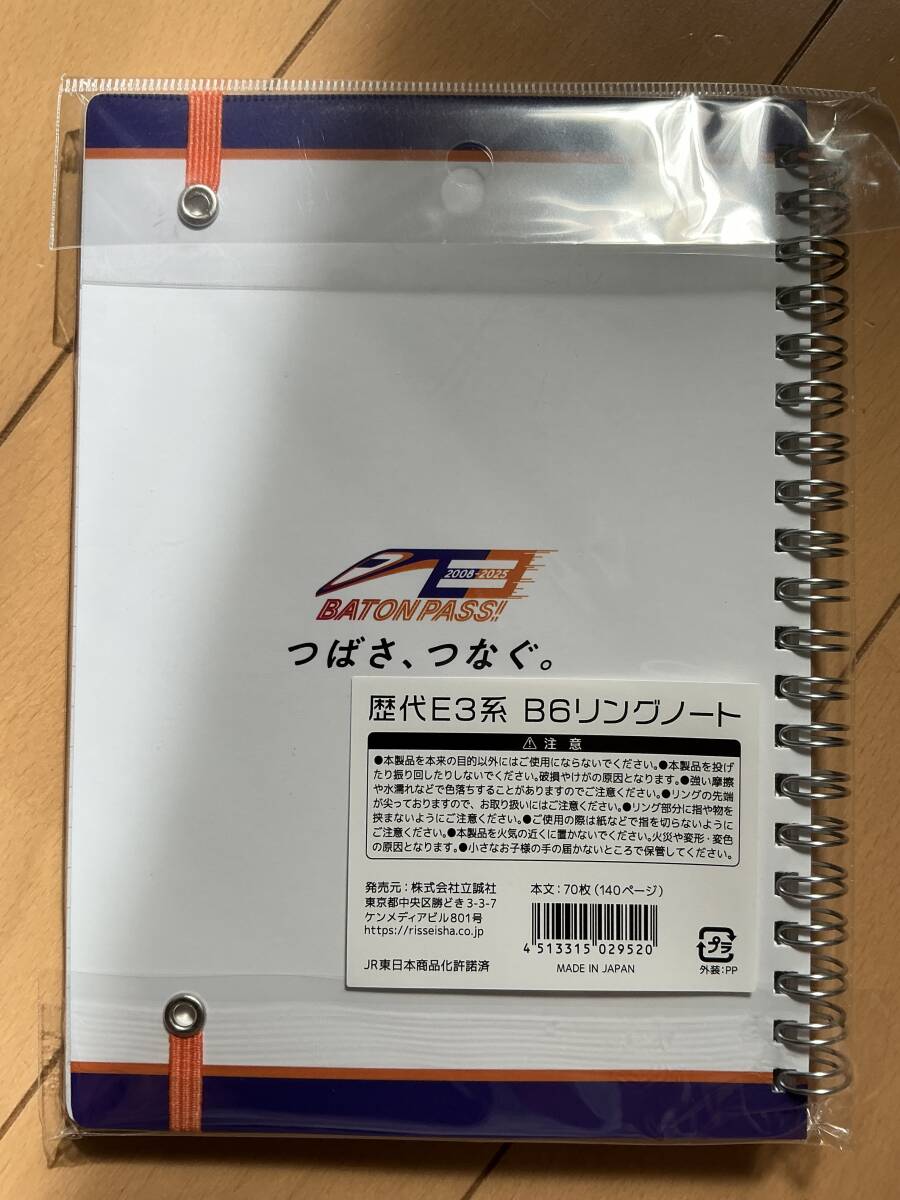 E3
2008-2025
BATON PASS!!
つばさ、つなぐ。
歴代E3系 B6リングノート
注意
●本製品を本来の目的以外にはご使用にならないでください。●本製品を投げ
たり振り回したりしないでください。破損やけがの原因となります。●強い摩擦
や水濡れなどで色落ちすることがありますのでご注意ください。●リングの先端
が尖っておりますので、お取り扱いにはご注意ください。●リング部分に指や物を
挟まないようにご注意ください。●ご使用の際は紙などで指を切らないように
ご注意ください。●本製品を火気の近くに置かないでください。火災や変形・変色
の原因となります。●小さなお子様の手の届かないところで保管してください。
発売元：株式会社立誠社
東京都中央区勝どき3-3-7
ケンメディアビル801号
https://risseisha.co.jp
JR東日本商品化許諾済
本文：70枚（140ページ）
4 513315 029520
MADE IN JAPAN
プラ
外装：PP